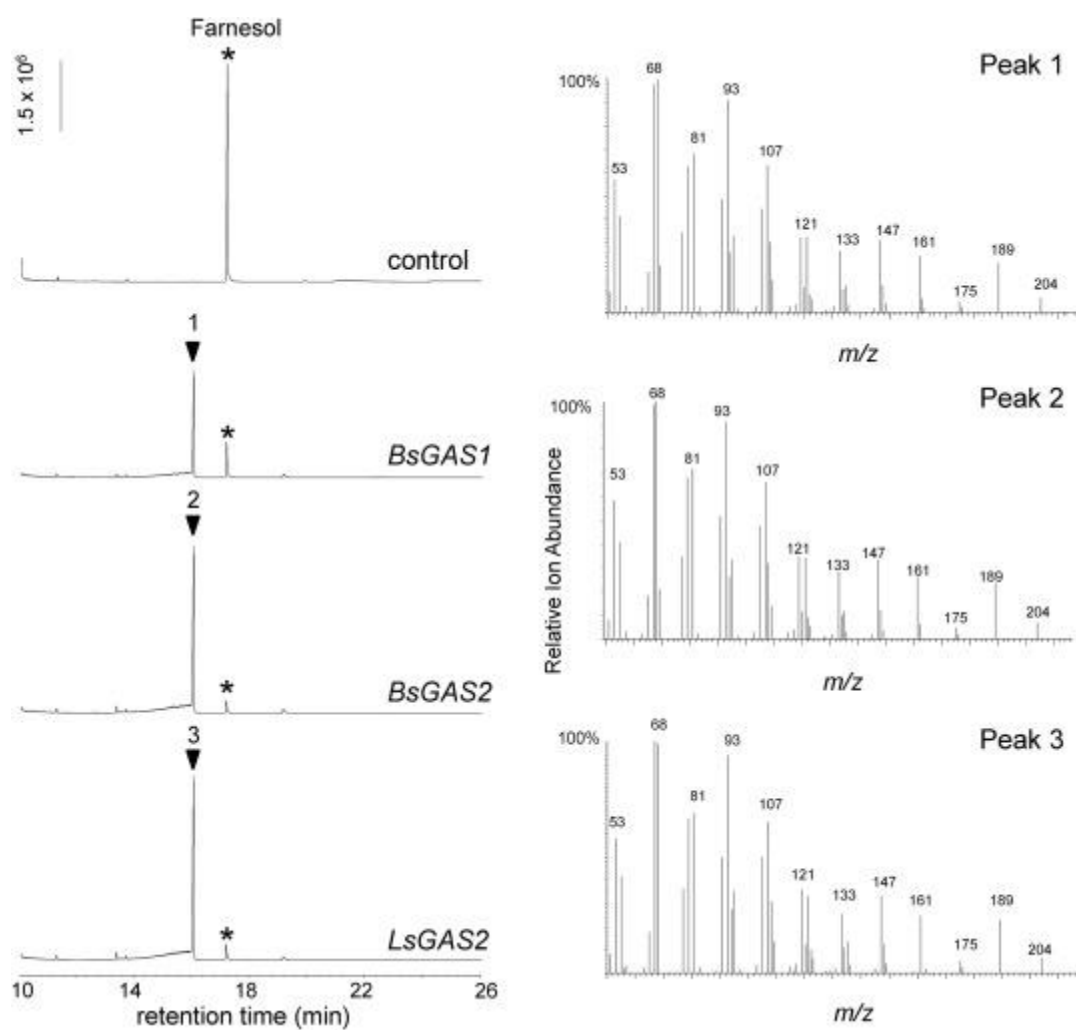 Farnesol
*
1.5 x 10⁶
control
1
*
BsGAS1
2
*
BsGAS2
3
*
LsGAS2
10 14 18 22 26
retention time (min)
Peak 1
100%
53 68 81 93 107 121 133 147 161 175 189 204
m/z
Peak 2
100%
53 68 81 93 107 121 133 147 161 175 189 204
Relative Ion Abundance
m/z
Peak 3
100%
53 68 81 93 107 121 133 147 161 175 189 204
m/z